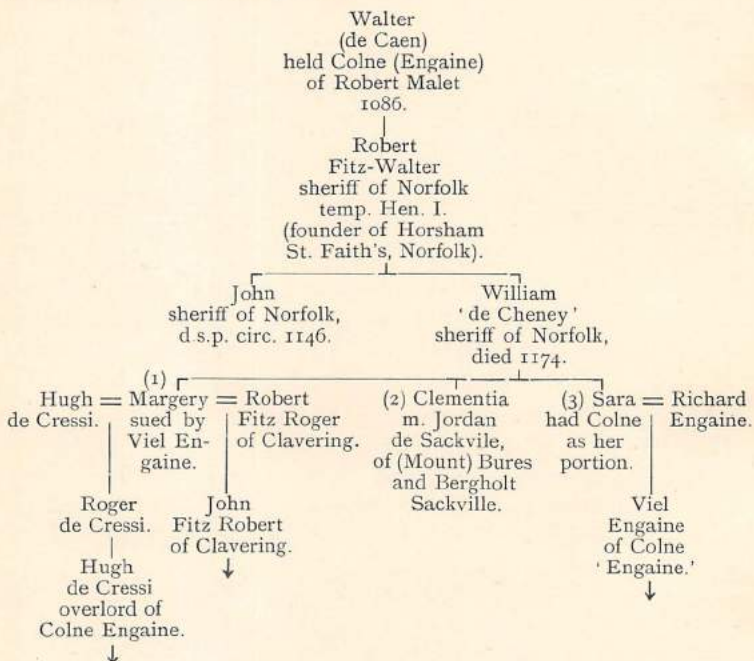 Walter
(de Caen)
held Colne (Engaine)
of Robert Malet
1086.
Robert
Fitz-Walter
sheriff of Norfolk
temp. Hen. I.
(founder of Horsham
St. Faith's, Norfolk).
John
sheriff of Norfolk,
d.s.p. circ. 1146.
William
'de Cheney'
sheriff of Norfolk,
died 1174.
Hugh
de Cressi.
=
(1)
Margery
sued by
Viel En-
gaine.
=
Robert
Fitz Roger
of Clavering.
(2) Clementia
m. Jordan
de Sackvile,
of (Mount) Bures
and Bergholt
Sackville.
(3) Sara
had Colne
as her
portion.
=
Richard
Engaine.
Roger
de Cressi.
John
Fitz Robert
of Clavering.
Viel
Engaine
of Colne
'Engaine.'
Hugh
de Cressi
overlord of
Colne Engaine.